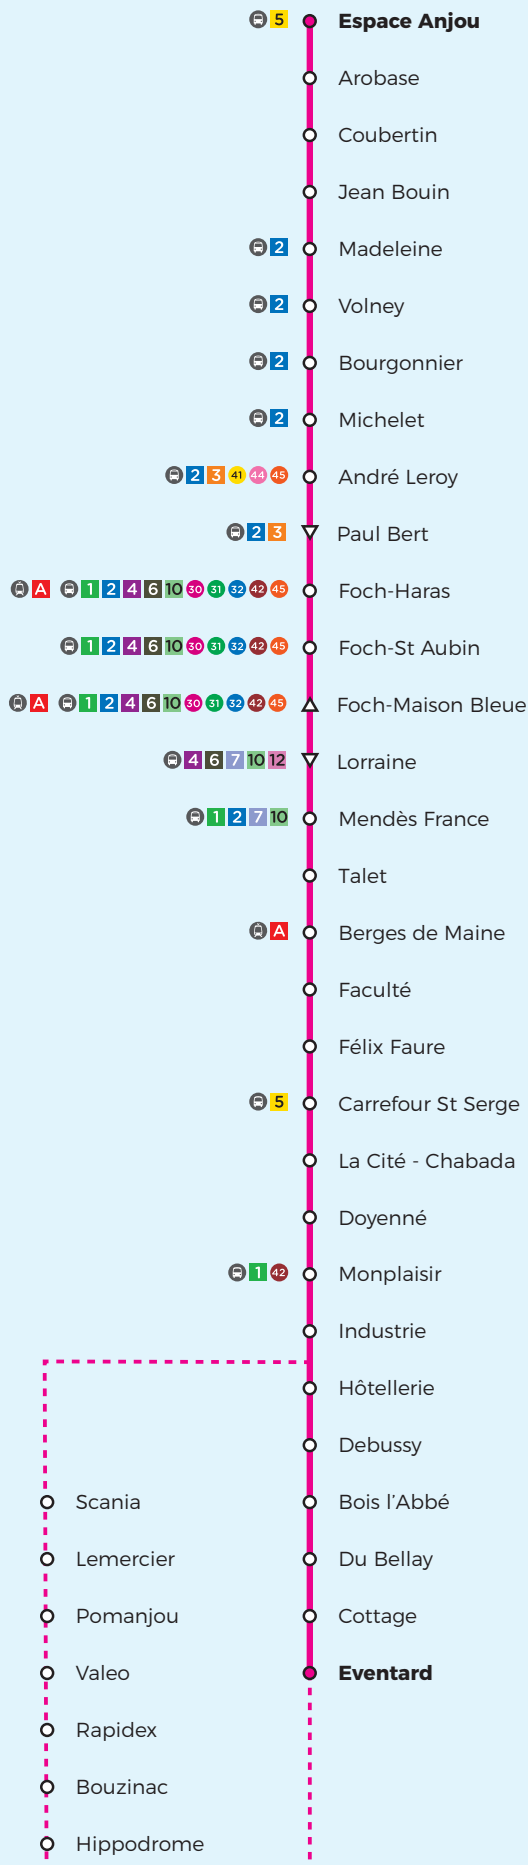 5 Espace Anjou
Arobase
Coubertin
Jean Bouin
2 Madeleine
2 Volney
2 Bourgonnier
2 Michelet
2 3 41 44 45 André Leroy
2 3 Paul Bert
A 1 2 4 6 10 30 31 32 42 45 Foch-Haras
1 2 4 6 10 30 31 32 42 45 Foch-St Aubin
A 1 2 4 6 10 30 31 32 42 45 Foch-Maison Bleue
4 6 7 10 12 Lorraine
1 2 7 10 Mendès France
Talet
A Berges de Maine
Faculté
Félix Faure
5 Carrefour St Serge
La Cité - Chabada
Doyenné
1 42 Monplaisir
Industrie
Hôtellerie
Debussy
Scania Bois l'Abbé
Lemercier Du Bellay
Pomanjou Cottage
Valeo Eventard
Rapidex
Bouzinac
Hippodrome